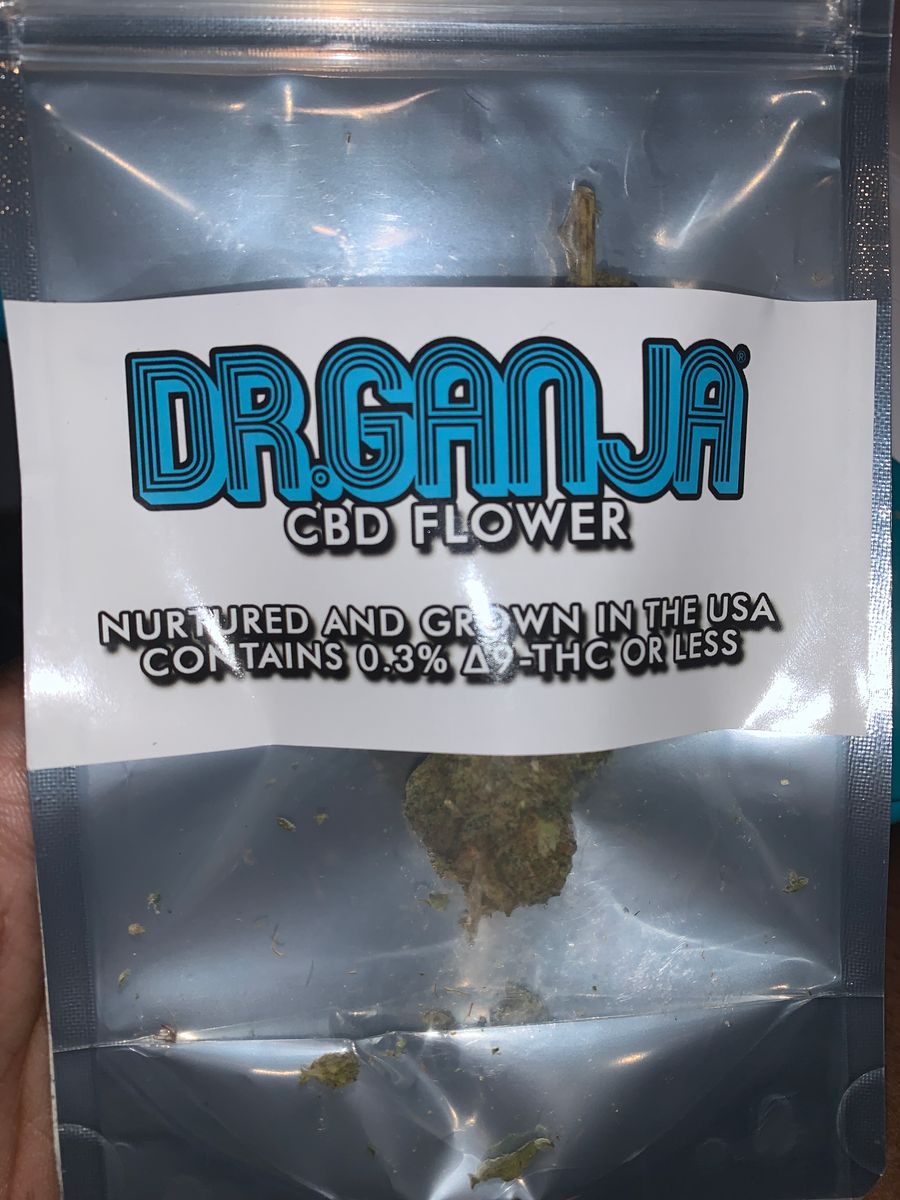 DR.GANJA®
CBD FLOWER
NURTURED AND GROWN IN THE USA
CONTAINS 0.3% Δ9-THC OR LESS